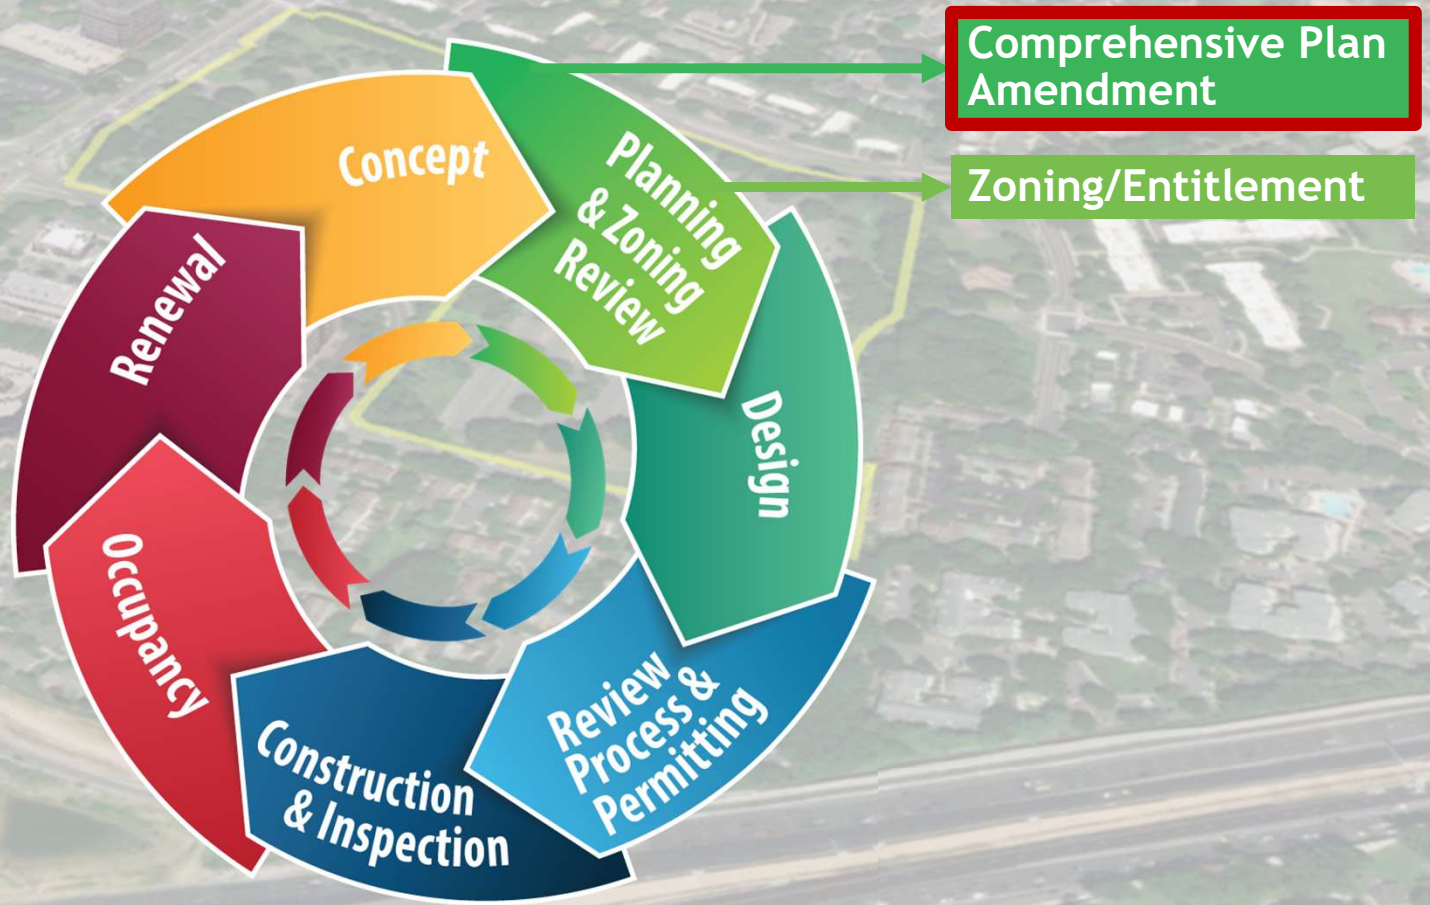 Comprehensive Plan
Amendment
Zoning/Entitlement
Concept
Planning
& Zoning
Review
Design
Review
Process &
Permitting
Construction
& Inspection
Occupancy
Renewal